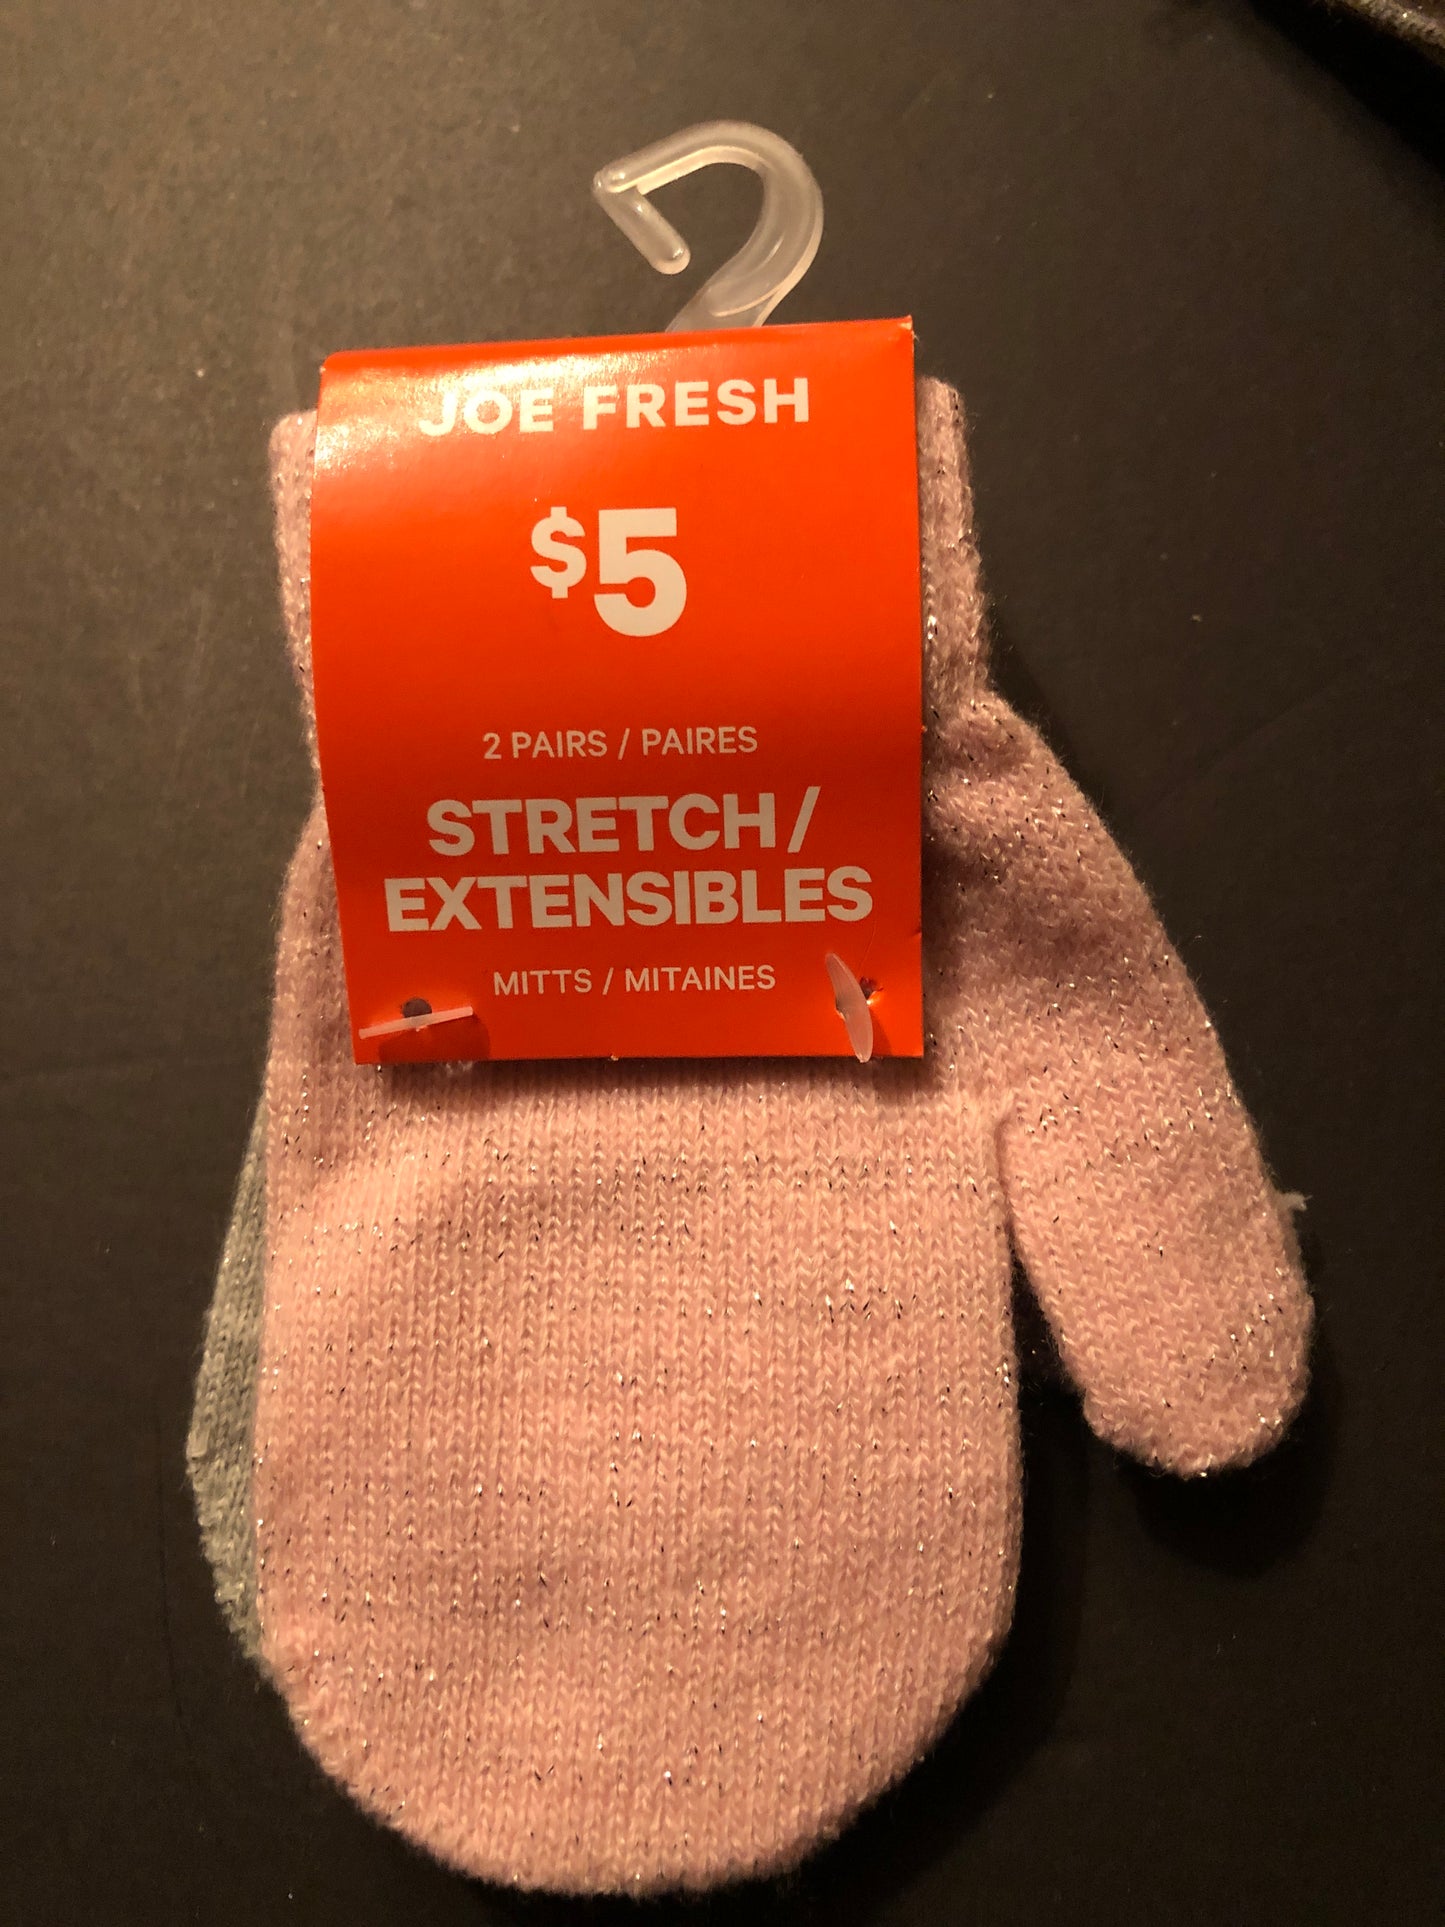 JOE FRESH
$5
2 PAIRS / PAIRES
STRETCH/
EXTENSIBLES
MITTS / MITAINES